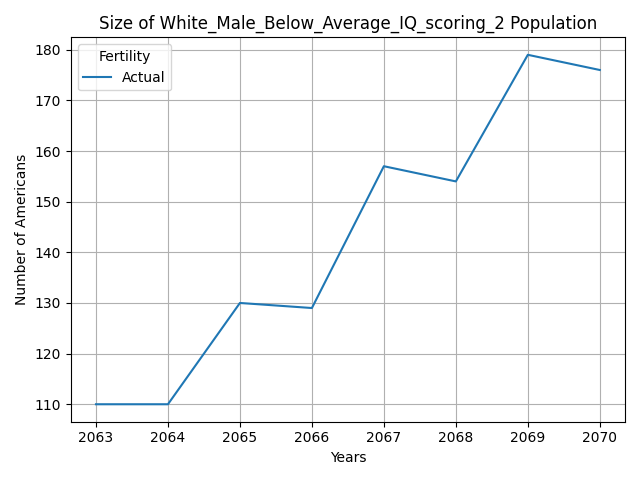 Size of White_Male_Below_Average_IQ_scoring_2 Population
Fertility
Actual
Number of Americans
180
170
160
150
140
130
120
110
2063 2064 2065 2066 2067 2068 2069 2070
Years